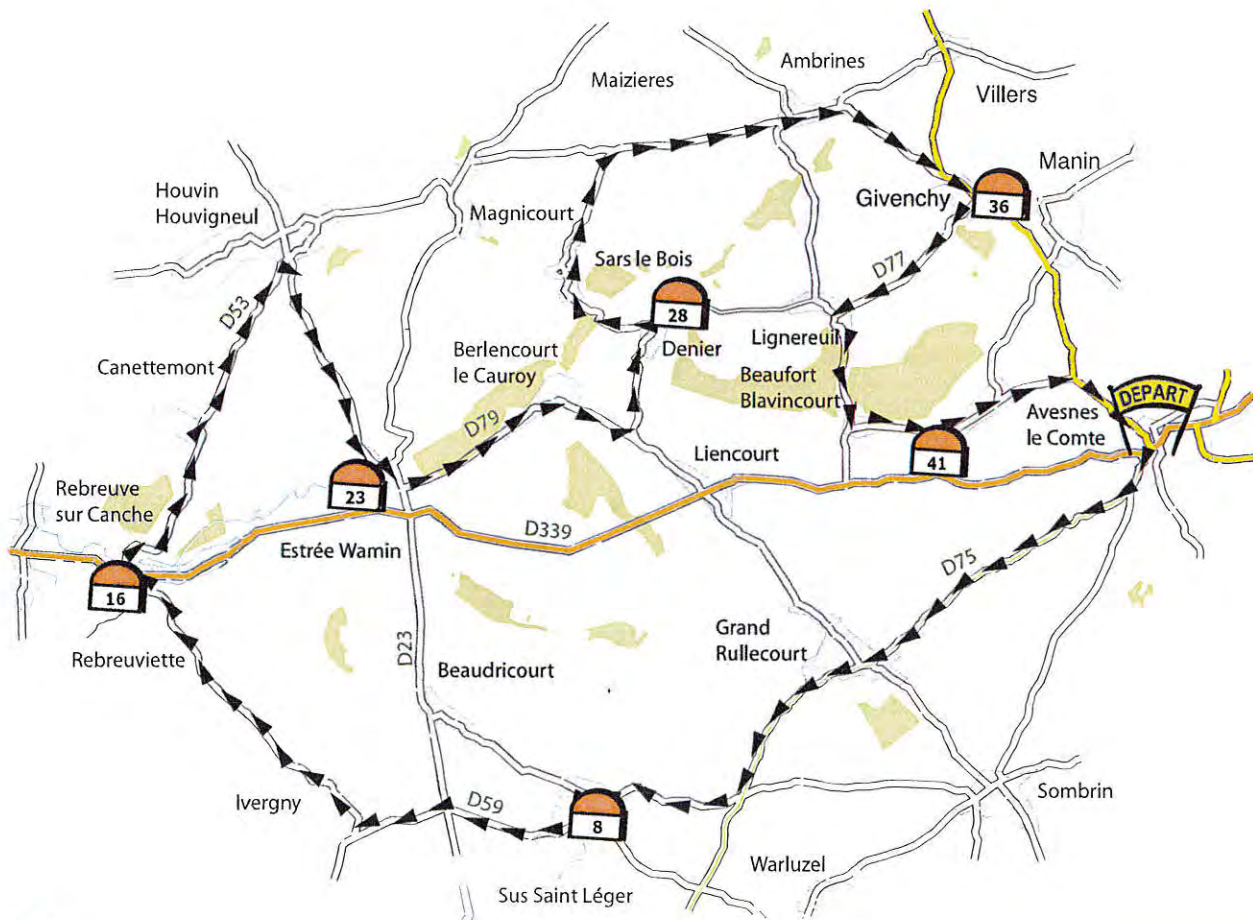 Ambrines
Maizieres
Villers
Manin
Houvin
Houvigneul
Magnicourt
Givenchy
36
Sars le Bois
D77
D53
28
Denier
Lignereuil
Canettemont
Berlencourt
le Cauroy
Beaufort
Blavincourt
DEPART
D79
Avesnes
le Comte
Liencourt
41
Rebreuve
sur Canche
23
D339
Estrée Wamin
D75
16
Rebreuviette
D23
Grand
Rullecourt
Beaudricourt
Ivergny
D59
8
Sombrin
Warluzel
Sus Saint Léger